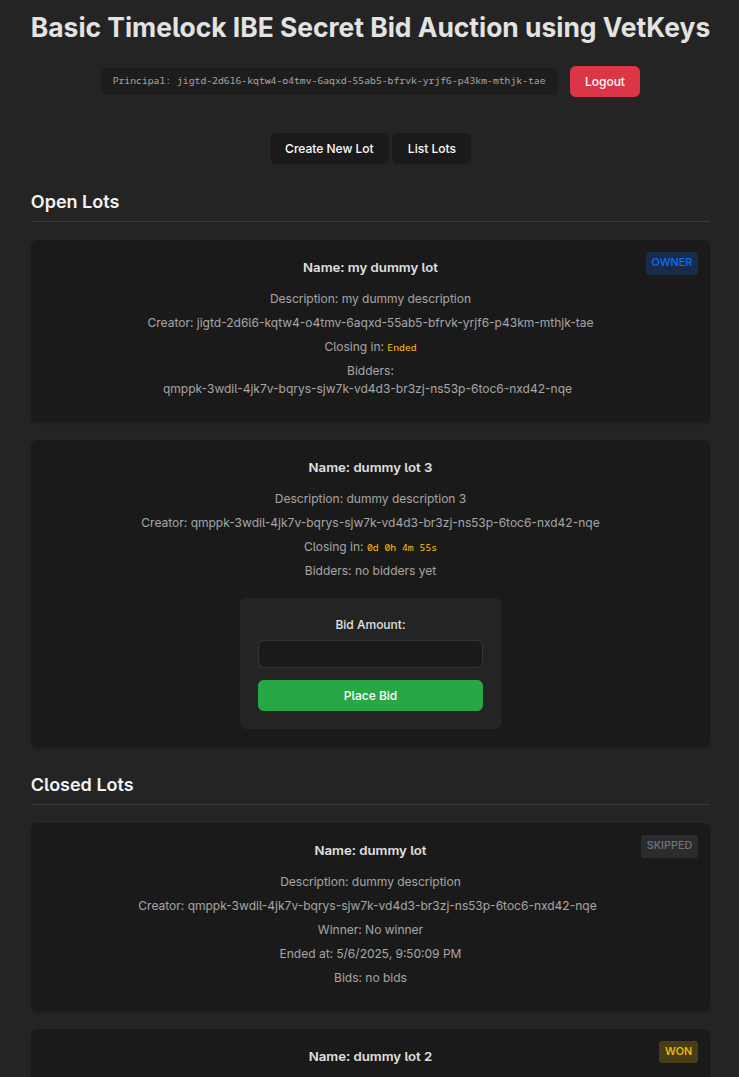 Basic Timelock IBE Secret Bid Auction using VetKeys
Principal: jigtd-2d6l6-kqtw4-o4tmv-6aqxd-55ab5-bfrvk-yrjf6-p43km-mthjk-tae
Logout
Create New Lot
List Lots
Open Lots
Name: my dummy lot
OWNER
Description: my dummy description
Creator: jigtd-2d6l6-kqtw4-o4tmv-6aqxd-55ab5-bfrvk-yrjf6-p43km-mthjk-tae
Closing in: Ended
Bidders:
qmppk-3wdil-4jk7v-bqrys-sjw7k-vd4d3-br3zj-ns53p-6toc6-nxd42-nqe
Name: dummy lot 3
Description: dummy description 3
Creator: qmppk-3wdil-4jk7v-bqrys-sjw7k-vd4d3-br3zj-ns53p-6toc6-nxd42-nqe
Closing in: 0d 0h 4m 55s
Bidders: no bidders yet
Bid Amount:
Place Bid
Closed Lots
Name: dummy lot
SKIPPED
Description: dummy description
Creator: qmppk-3wdil-4jk7v-bqrys-sjw7k-vd4d3-br3zj-ns53p-6toc6-nxd42-nqe
Winner: No winner
Ended at: 5/6/2025, 9:50:09 PM
Bids: no bids
Name: dummy lot 2
WON